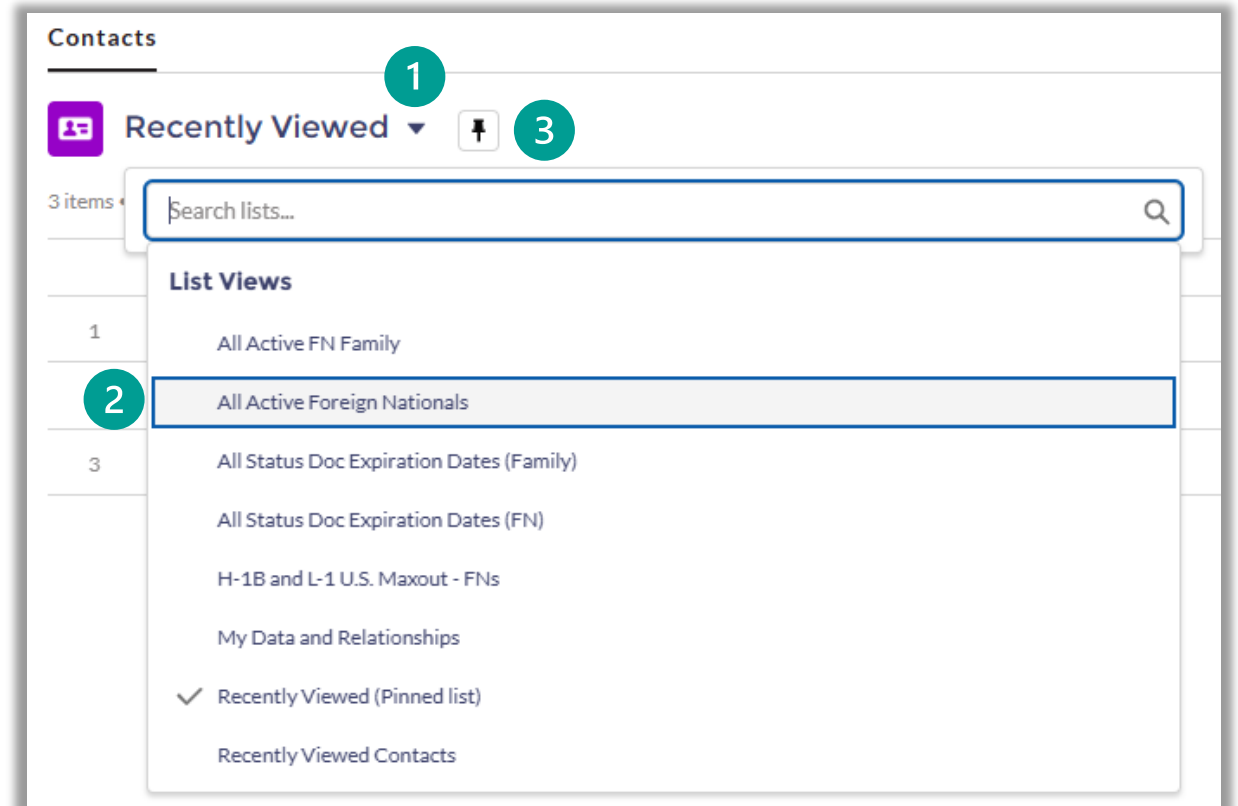 Contacts
1
Recently Viewed
3
3 items •
Search lists...
List Views
1
All Active FN Family
2
All Active Foreign Nationals
3
All Status Doc Expiration Dates (Family)
All Status Doc Expiration Dates (FN)
H-1B and L-1 U.S. Maxout - FNs
My Data and Relationships
Recently Viewed (Pinned list)
Recently Viewed Contacts